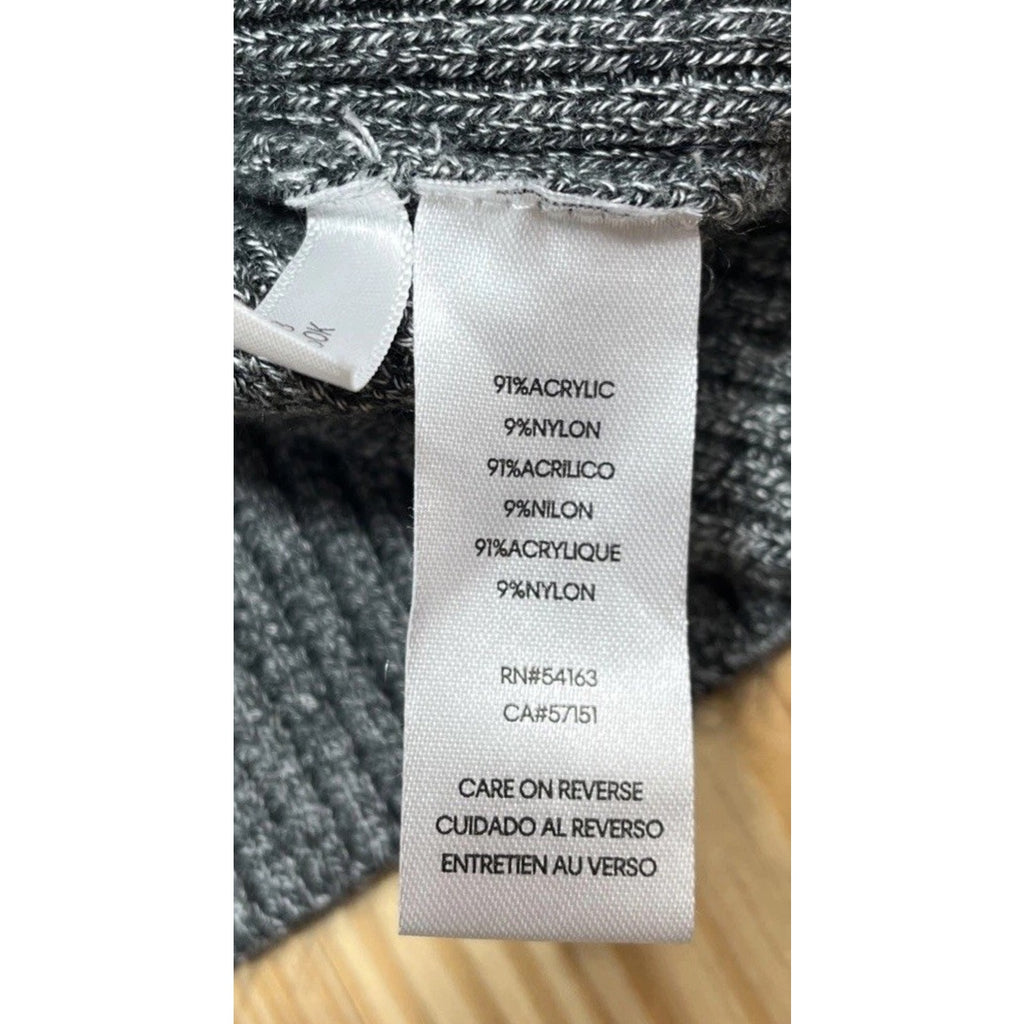 91%ACRYLIC
9%NYLON
91%ACRILICO
9%NILON
91%ACRYLIQUE
9%NYLON
RN#54163
CA#57151
CARE ON REVERSE
CUIDADO AL REVERSO
ENTRETIEN AU VERSO